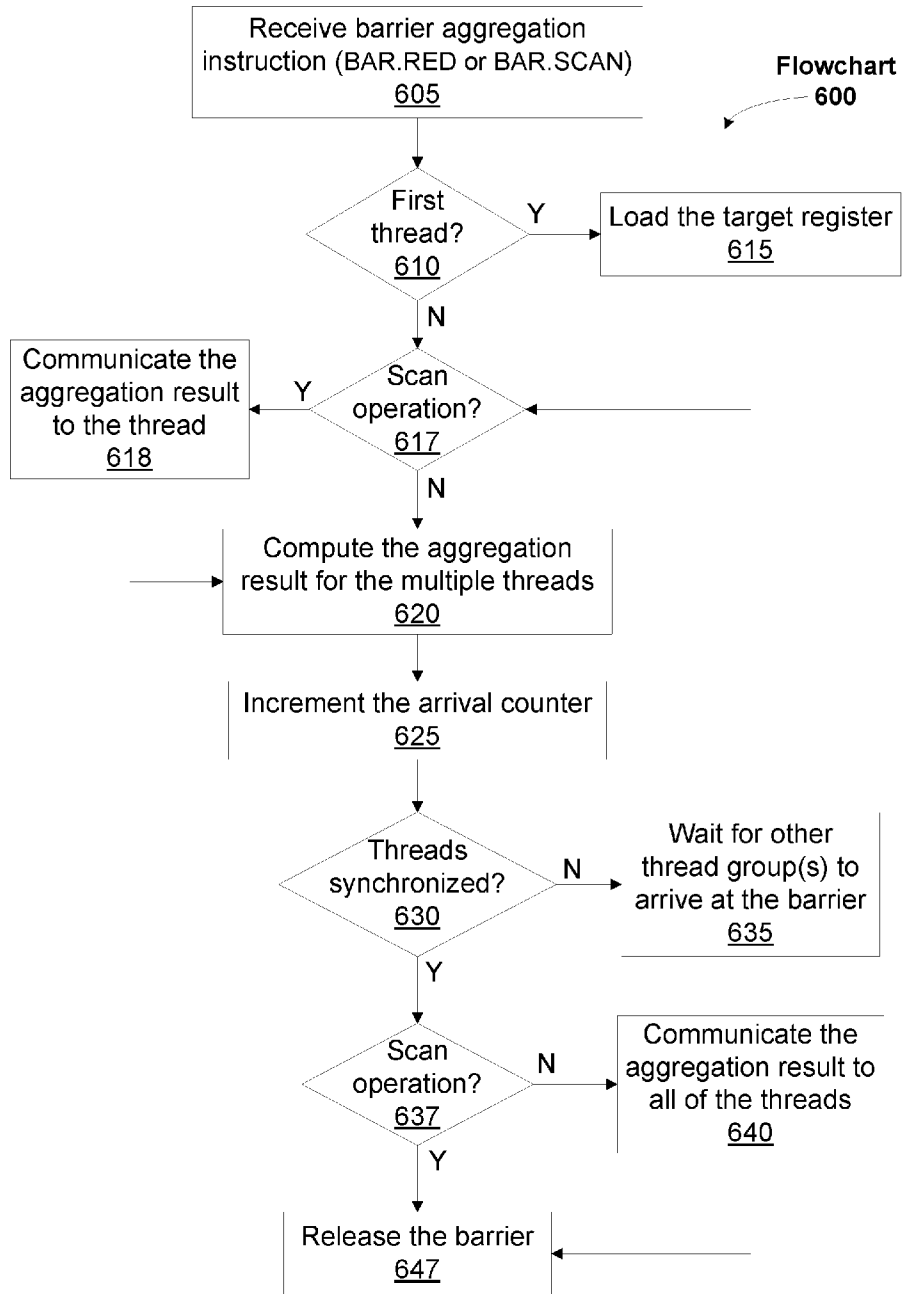 Receive barrier aggregation
instruction (BAR.RED or BAR.SCAN)
605
Flowchart
600
First
thread?
610
Y
Load the target register
615
N
Communicate the
aggregation result
to the thread
618
Y
Scan
operation?
617
N
Compute the aggregation
result for the multiple threads
620
Increment the arrival counter
625
Threads
synchronized?
630
N
Wait for other
thread group(s) to
arrive at the barrier
635
Y
Scan
operation?
637
N
Communicate the
aggregation result to
all of the threads
640
Y
Release the barrier
647